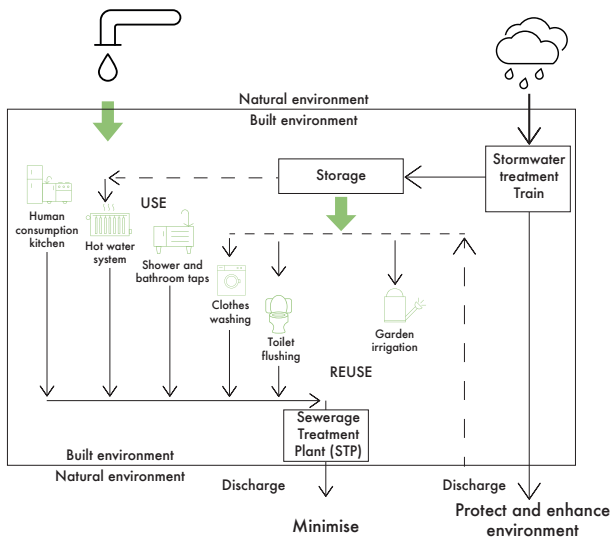 Natural environment
Built environment
Stormwater
treatment
Train
Storage
USE
Human
consumption
kitchen
Hot water
system
Shower and
bathroom taps
Clothes
washing
Toilet
flushing
Garden
irrigation
REUSE
Sewerage
Treatment
Plant (STP)
Built environment
Natural environment
Discharge
Discharge
Minimise
Protect and enhance
environment